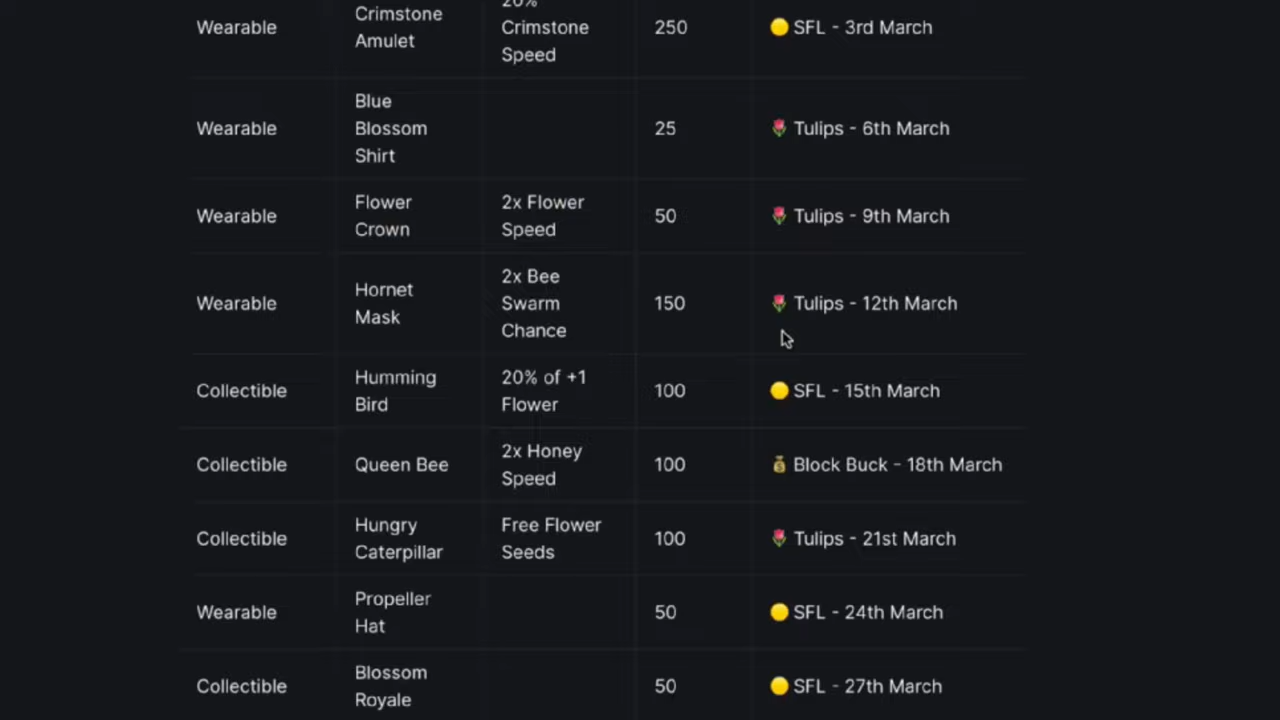 Wearable
Crimstone
Amulet
20%
Crimstone
Speed
250
SFL - 3rd March
Wearable
Blue
Blossom
Shirt
25
Tulips - 6th March
Wearable
Flower
Crown
2x Flower
Speed
50
Tulips - 9th March
Wearable
Hornet
Mask
2x Bee
Swarm
Chance
150
Tulips - 12th March
Collectible
Humming
Bird
20% of +1
Flower
100
SFL - 15th March
Collectible
Queen Bee
2x Honey
Speed
100
Block Buck - 18th March
Collectible
Hungry
Caterpillar
Free Flower
Seeds
100
Tulips - 21st March
Wearable
Propeller
Hat
50
SFL - 24th March
Collectible
Blossom
Royale
50
SFL - 27th March